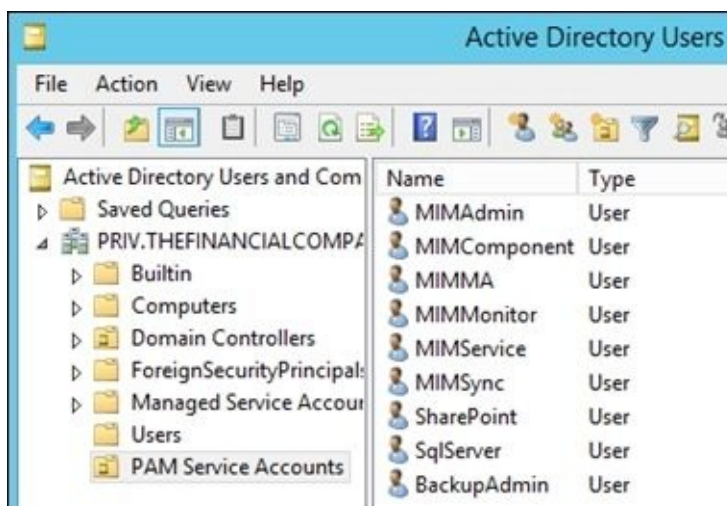 Active Directory Users
File Action View Help
Active Directory Users and Com
Saved Queries
PRIV.THEFINANCIALCOMPA
Builtin
Computers
Domain Controllers
ForeignSecurityPrincipals
Managed Service Accour
Users
PAM Service Accounts
Name Type
MIMAdmin User
MIMComponent User
MIMMA User
MIMMonitor User
MIMService User
MIMSync User
SharePoint User
SqlServer User
BackupAdmin User